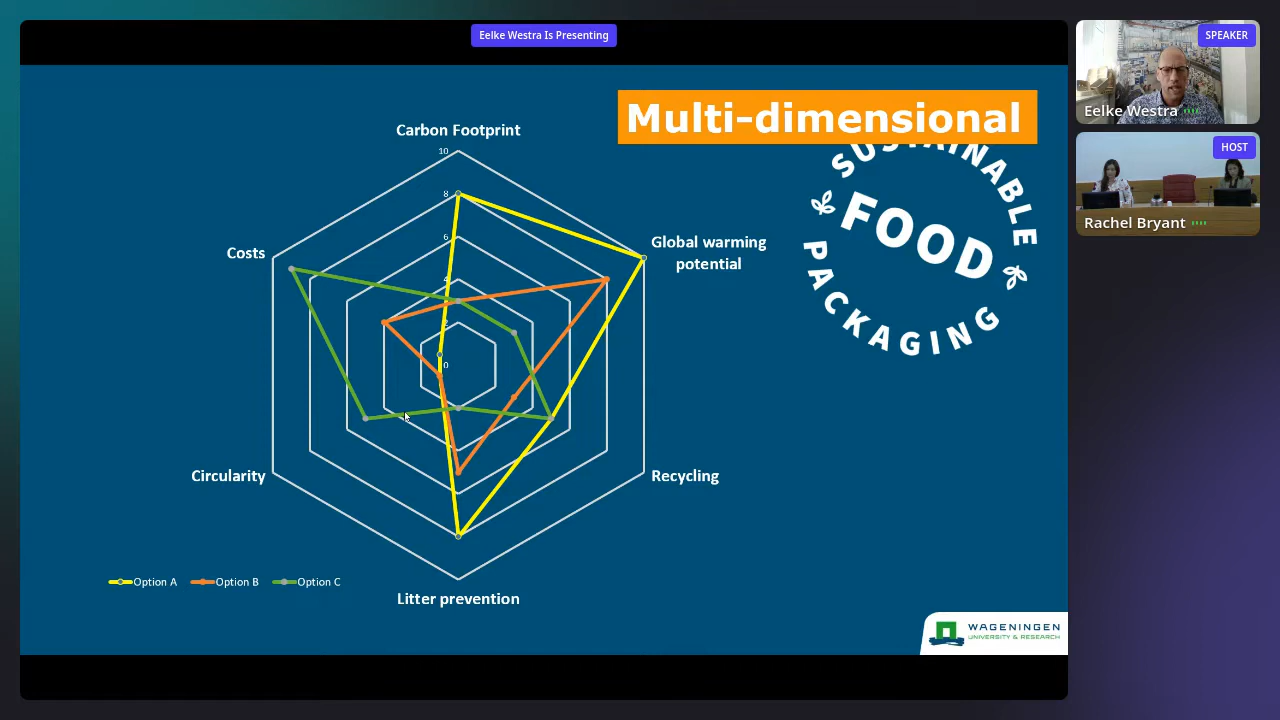 Eelke Westra Is Presenting
SPEAKER
Eelke Westra
HOST
Rachel Bryant
Multi-dimensional
SUSTAINABLE
FOOD
PACKAGING
Carbon Footprint
10
8
6
4
2
0
Global warming
potential
Costs
Circularity
Recycling
Litter prevention
Option A
Option B
Option C
WAGENINGEN
UNIVERSITY & RESEARCH